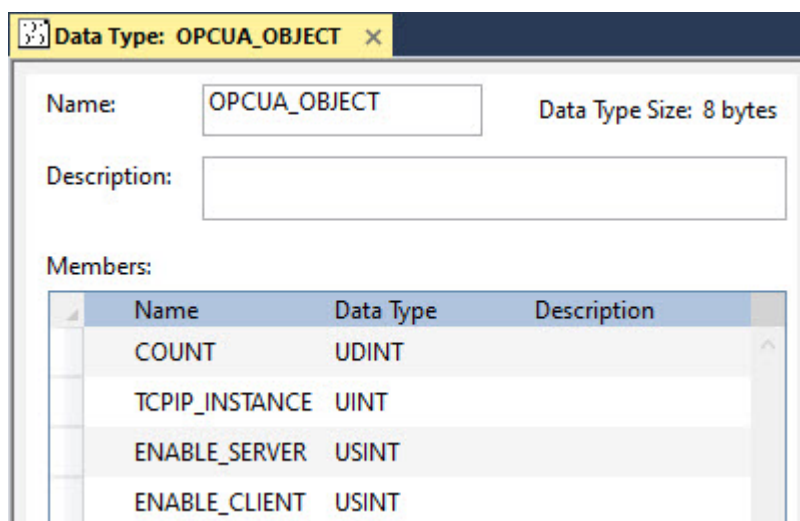 Data Type: OPCUA_OBJECT ×
Name: OPCUA_OBJECT Data Type Size: 8 bytes
Description:
Members:
Name Data Type Description
COUNT UDINT
TCPIP_INSTANCE UINT
ENABLE_SERVER USINT
ENABLE_CLIENT USINT